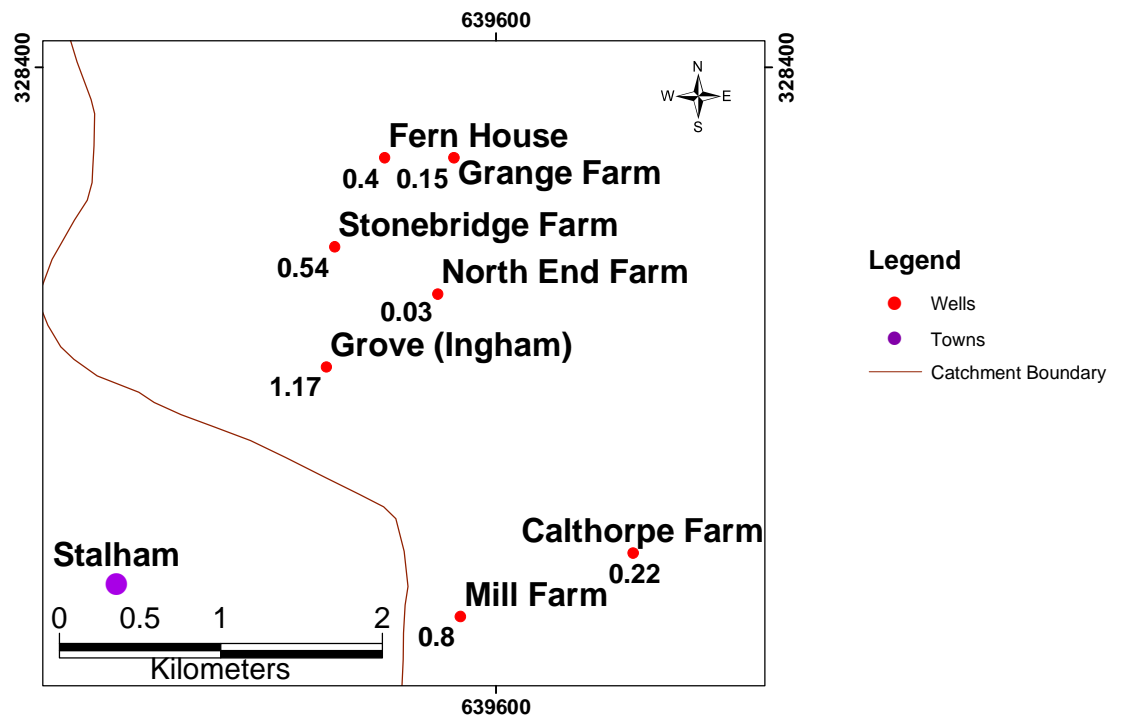 639600
328400
328400
N
W E
S
Fern House
0.4
0.15
Grange Farm
Stonebridge Farm
0.54
North End Farm
0.03
Grove (Ingham)
1.17
Legend
Wells
Towns
Catchment Boundary
Calthorpe Farm
0.22
Stalham
Mill Farm
0.8
0 0.5 1 2
Kilometers
639600